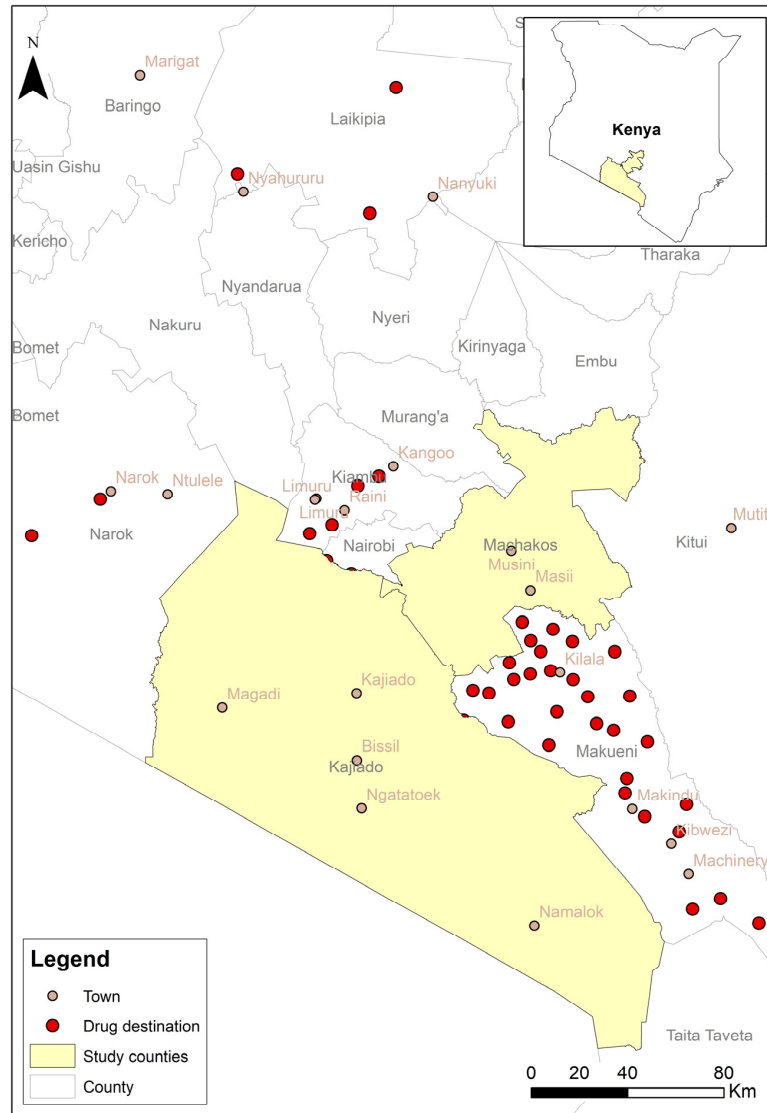 N
Marigat
Baringo
Laikipia
S
Kenya
Uasin Gishu
Nyahururu
Nanyuki
Kericho
Tharaka
Nyandarua
Nyeri
Nakuru
Bomet
Kirinyaga
Embu
Bomet
Murang'a
Kangoo
Narok
Ntulele
Kiambu
Limuru
Raini
Limuru
Narok
Nairobi
Machakos
Mutit
Kitui
Musini
Masii
Kilala
Magadi
Kajiado
Makueni
Bissil
Kajiado
Makindu
Ngatatoek
Kibwezi
Machinery
Namalok
Legend
Town
Drug destination
Study counties
County
Taita Taveta
0 20 40 80
Km